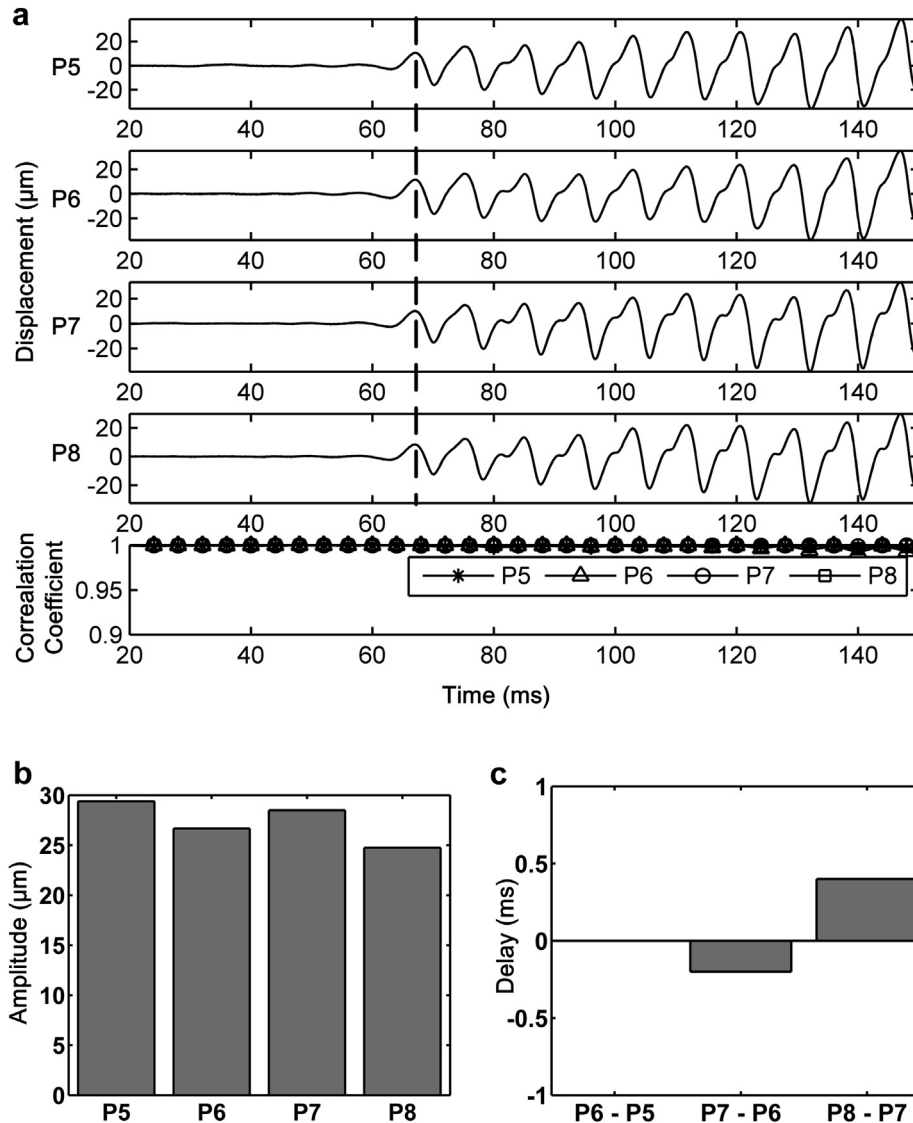 a
P5
20
0
-20
20 40 60 80 100 120 140
P6
20
0
-20
20 40 60 80 100 120 140
Displacement (µm)
P7
20
0
-20
20 40 60 80 100 120 140
P8
20
0
-20
20 40 60 80 100 120 140
Correalation
Coefficient
1
0.95
0.9
P5 P6 P7 P8
20 40 60 80 100 120 140
Time (ms)
b
Amplitude (µm)
30
25
20
15
10
5
0
P5 P6 P7 P8
c
Delay (ms)
1
0.5
0
-0.5
-1
P6 - P5 P7 - P6 P8 - P7